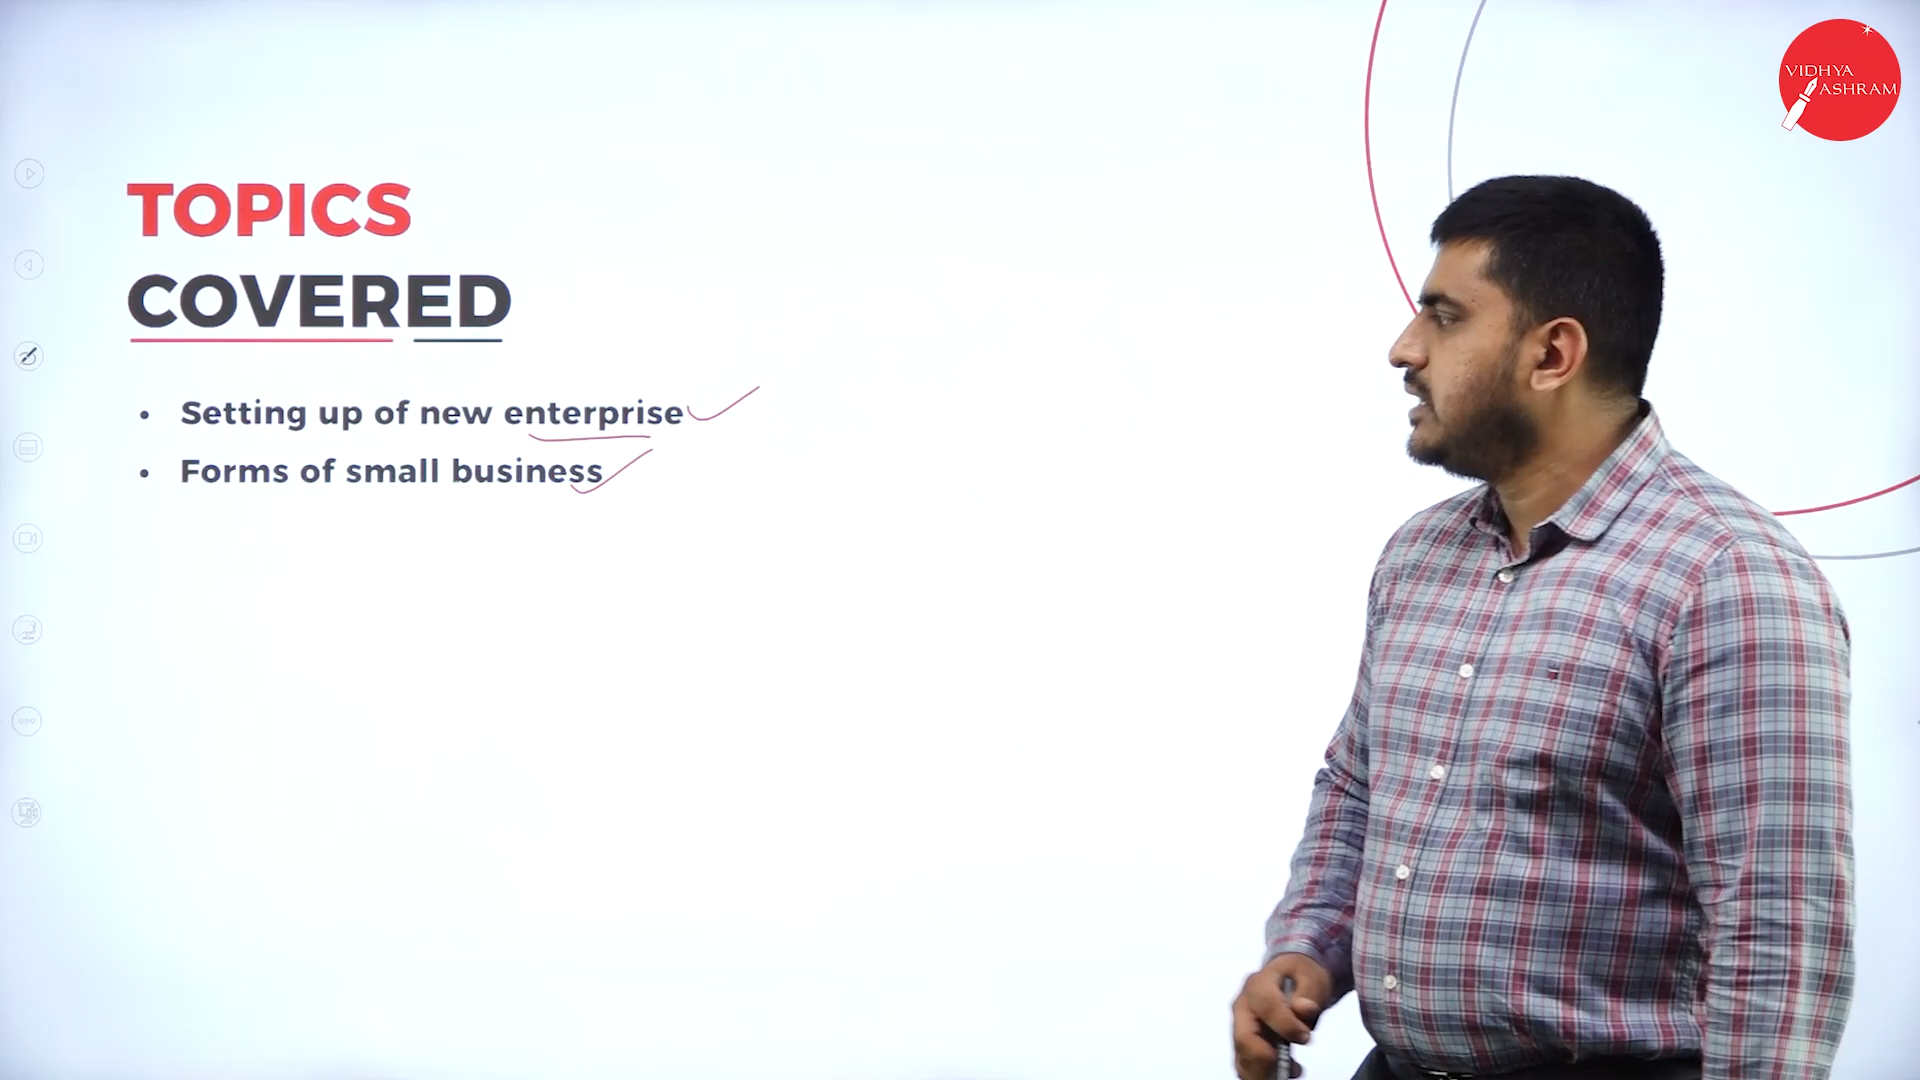 VIDHYA
ASHRAM
TOPICS
COVERED
• Setting up of new enterprise
• Forms of small business